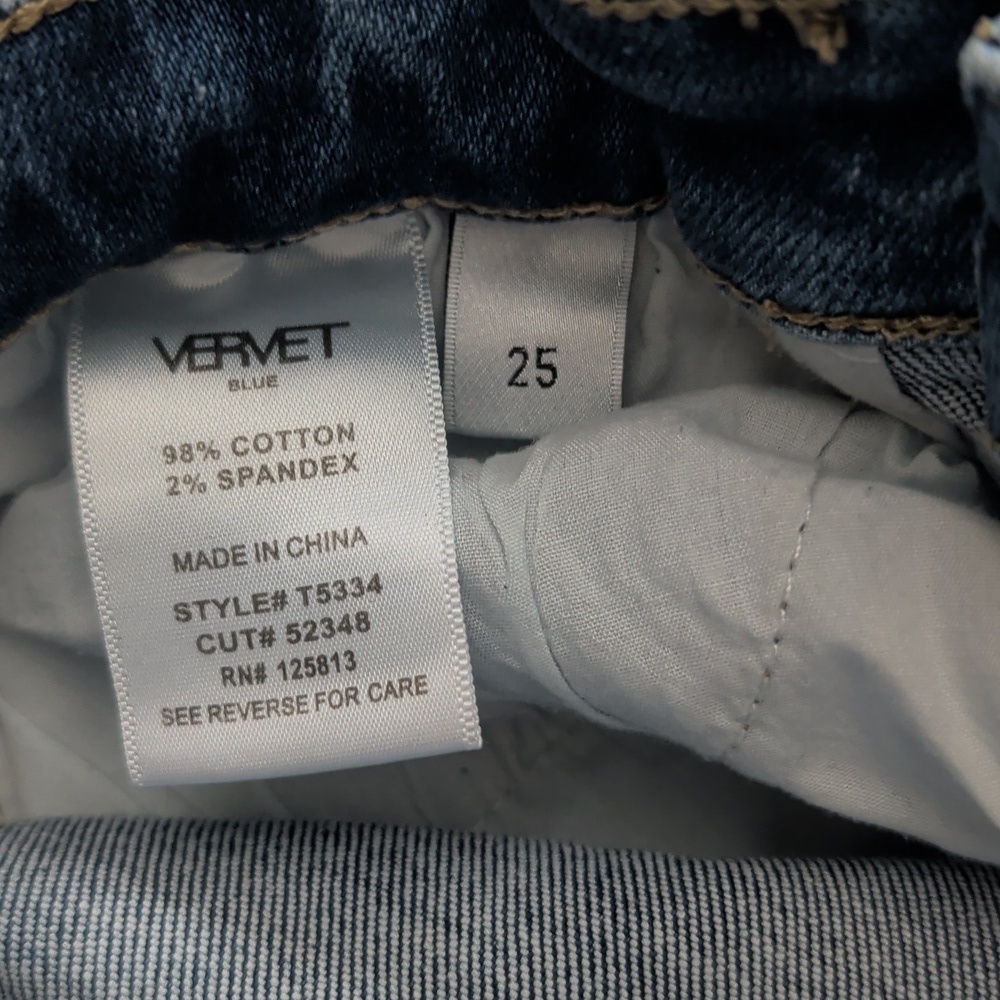 VERVET
BLUE
98% COTTON
2% SPANDEX
MADE IN CHINA
STYLE# T5334
CUT# 52348
RN# 125813
SEE REVERSE FOR CARE
25